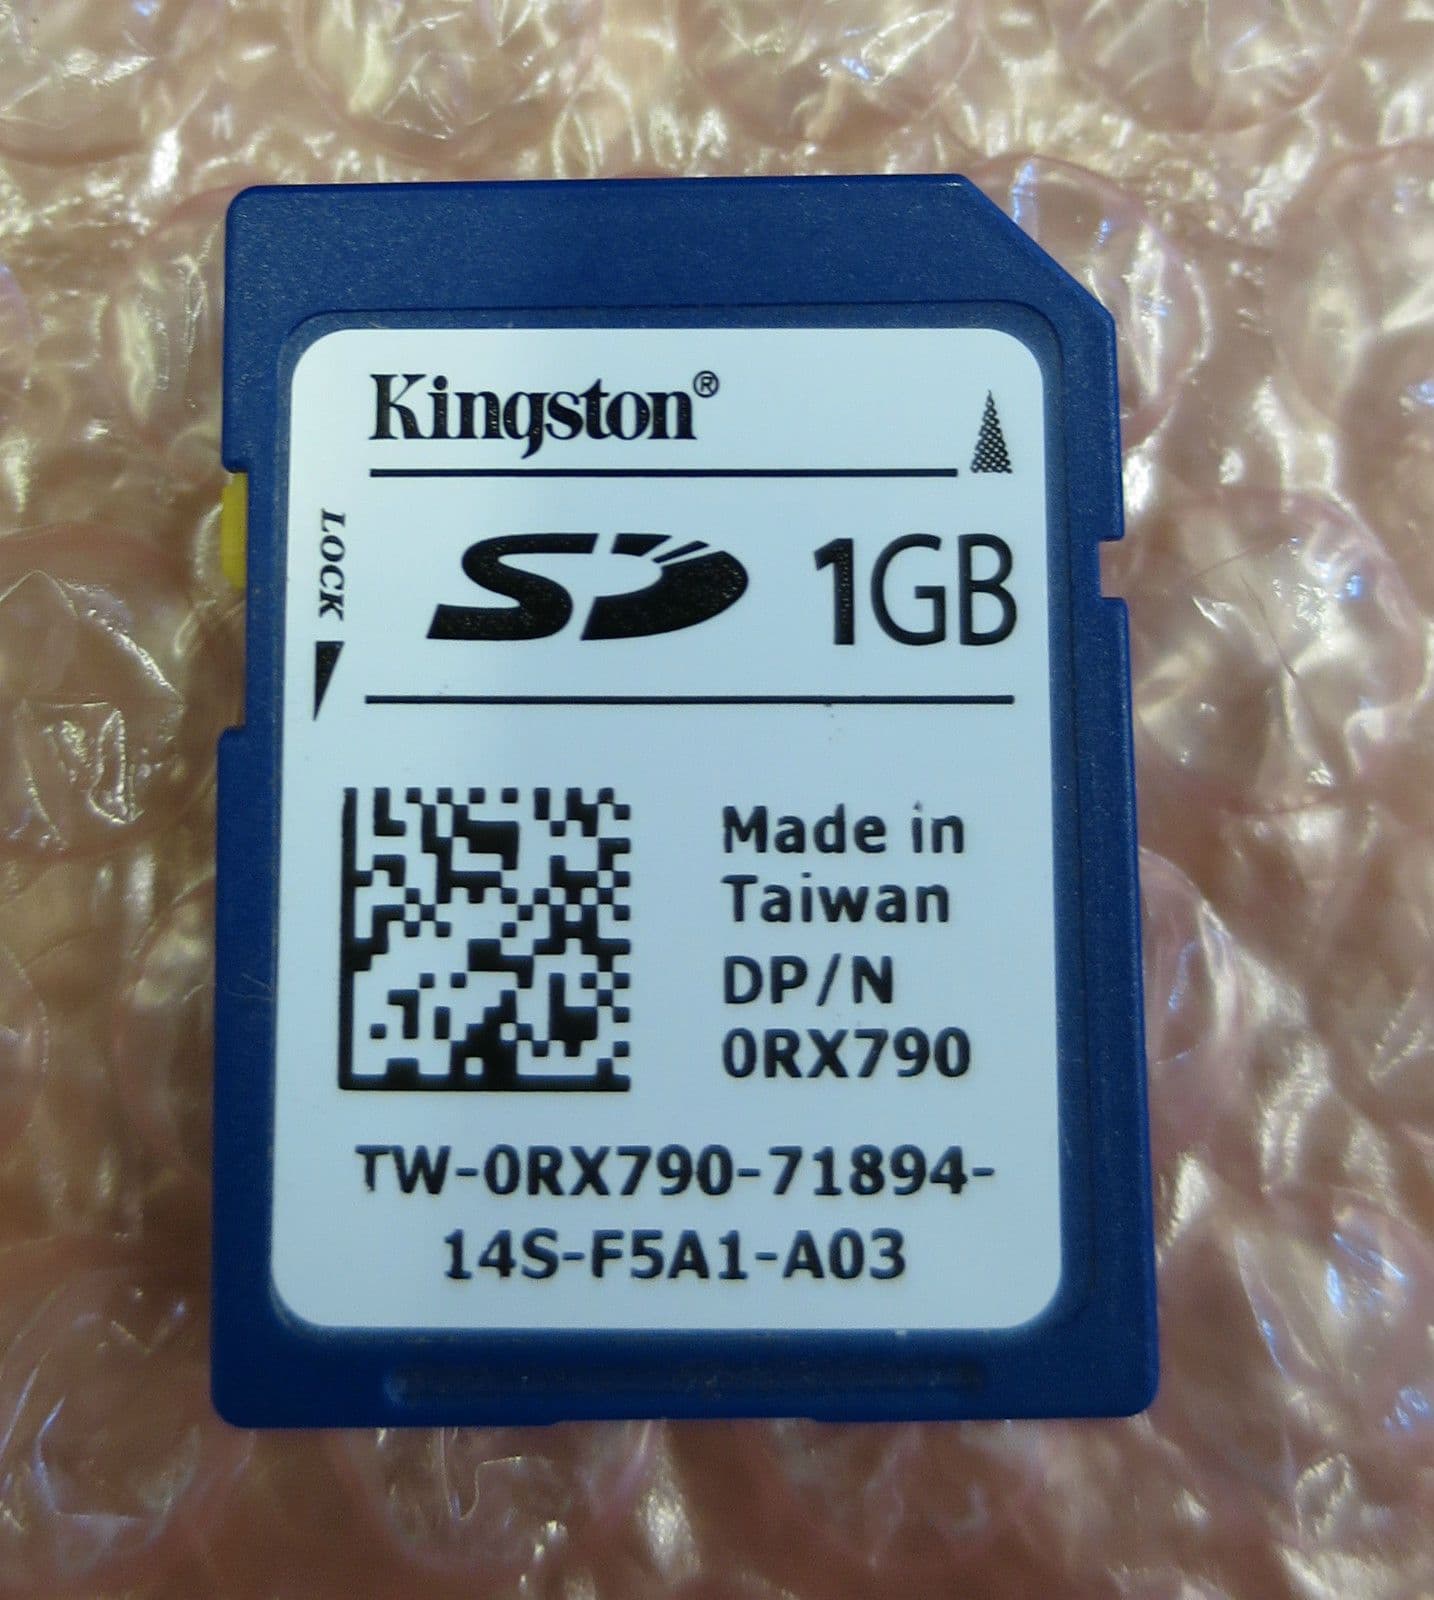 Kingston®
LOCK
SD 1GB
Made in
Taiwan
DP/N
0RX790
TW-0RX790-71894-
14S-F5A1-A03